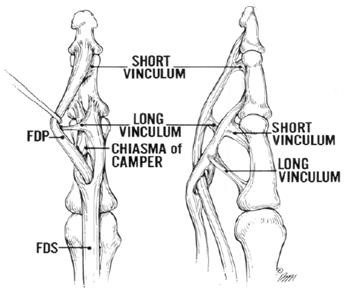 SHORT
VINCULUM
LONG
VINCULUM
FDP
CHIASMA of
CAMPER
SHORT
VINCULUM
LONG
VINCULUM
FDS